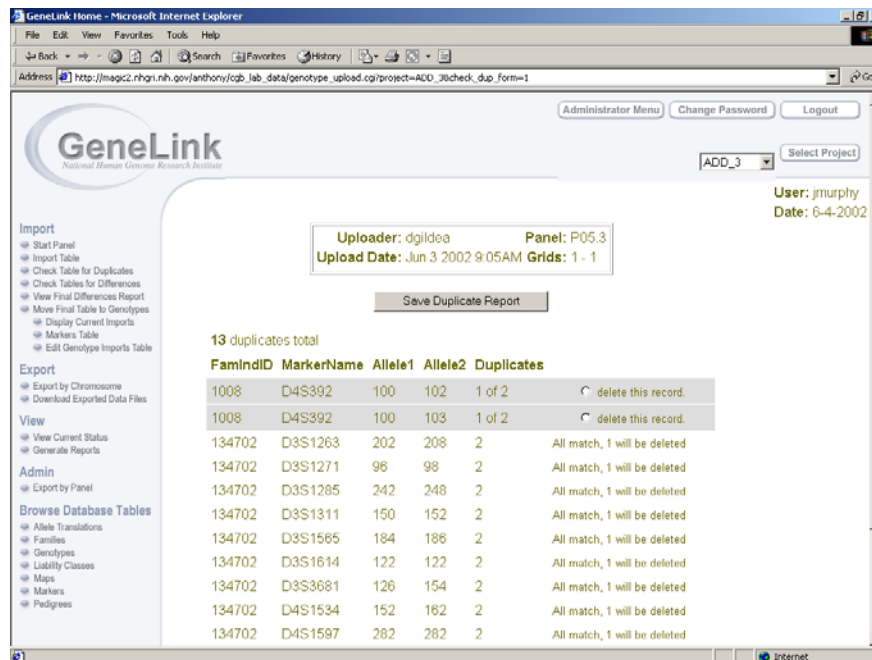 GeneLink Home - Microsoft Internet Explorer
File Edit View Favorites Tools Help
Back Search Favorites History
Address http://magic2.nhgri.nih.gov/anthony/cgb_lab_data/genotype_upload.cgi?project=ADD_3&check_dup_form=1
Administrator Menu Change Password Logout
GeneLink
National Human Genome Research Institute
ADD_3 Select Project
User: jmurphy
Date: 6-4-2002
Import
Start Panel
Import Table
Check Table for Duplicates
Check Tables for Differences
View Final Differences Report
Move Final Table to Genotypes
Display Current Imports
Markers Table
Edit Genotype Imports Table
Export
Export by Chromosome
Download Exported Data Files
View
View Current Status
Generate Reports
Admin
Export by Panel
Browse Database Tables
Allele Translations
Families
Genotypes
Liability Classes
Maps
Markers
Pedigrees
Uploader: dgildea Panel: P05.3
Upload Date: Jun 3 2002 9:05AM Grids: 1 - 1
Save Duplicate Report
13 duplicates total
FamIndID MarkerName Allele1 Allele2 Duplicates
1008 D4S392 100 102 1 of 2 delete this record.
1008 D4S392 100 103 1 of 2 delete this record.
134702 D3S1263 202 208 2 All match, 1 will be deleted
134702 D3S1271 96 98 2 All match, 1 will be deleted
134702 D3S1285 242 248 2 All match, 1 will be deleted
134702 D3S1311 150 152 2 All match, 1 will be deleted
134702 D3S1565 184 186 2 All match, 1 will be deleted
134702 D3S1614 122 122 2 All match, 1 will be deleted
134702 D3S3681 126 154 2 All match, 1 will be deleted
134702 D4S1534 152 162 2 All match, 1 will be deleted
134702 D4S1597 282 282 2 All match, 1 will be deleted
Internet